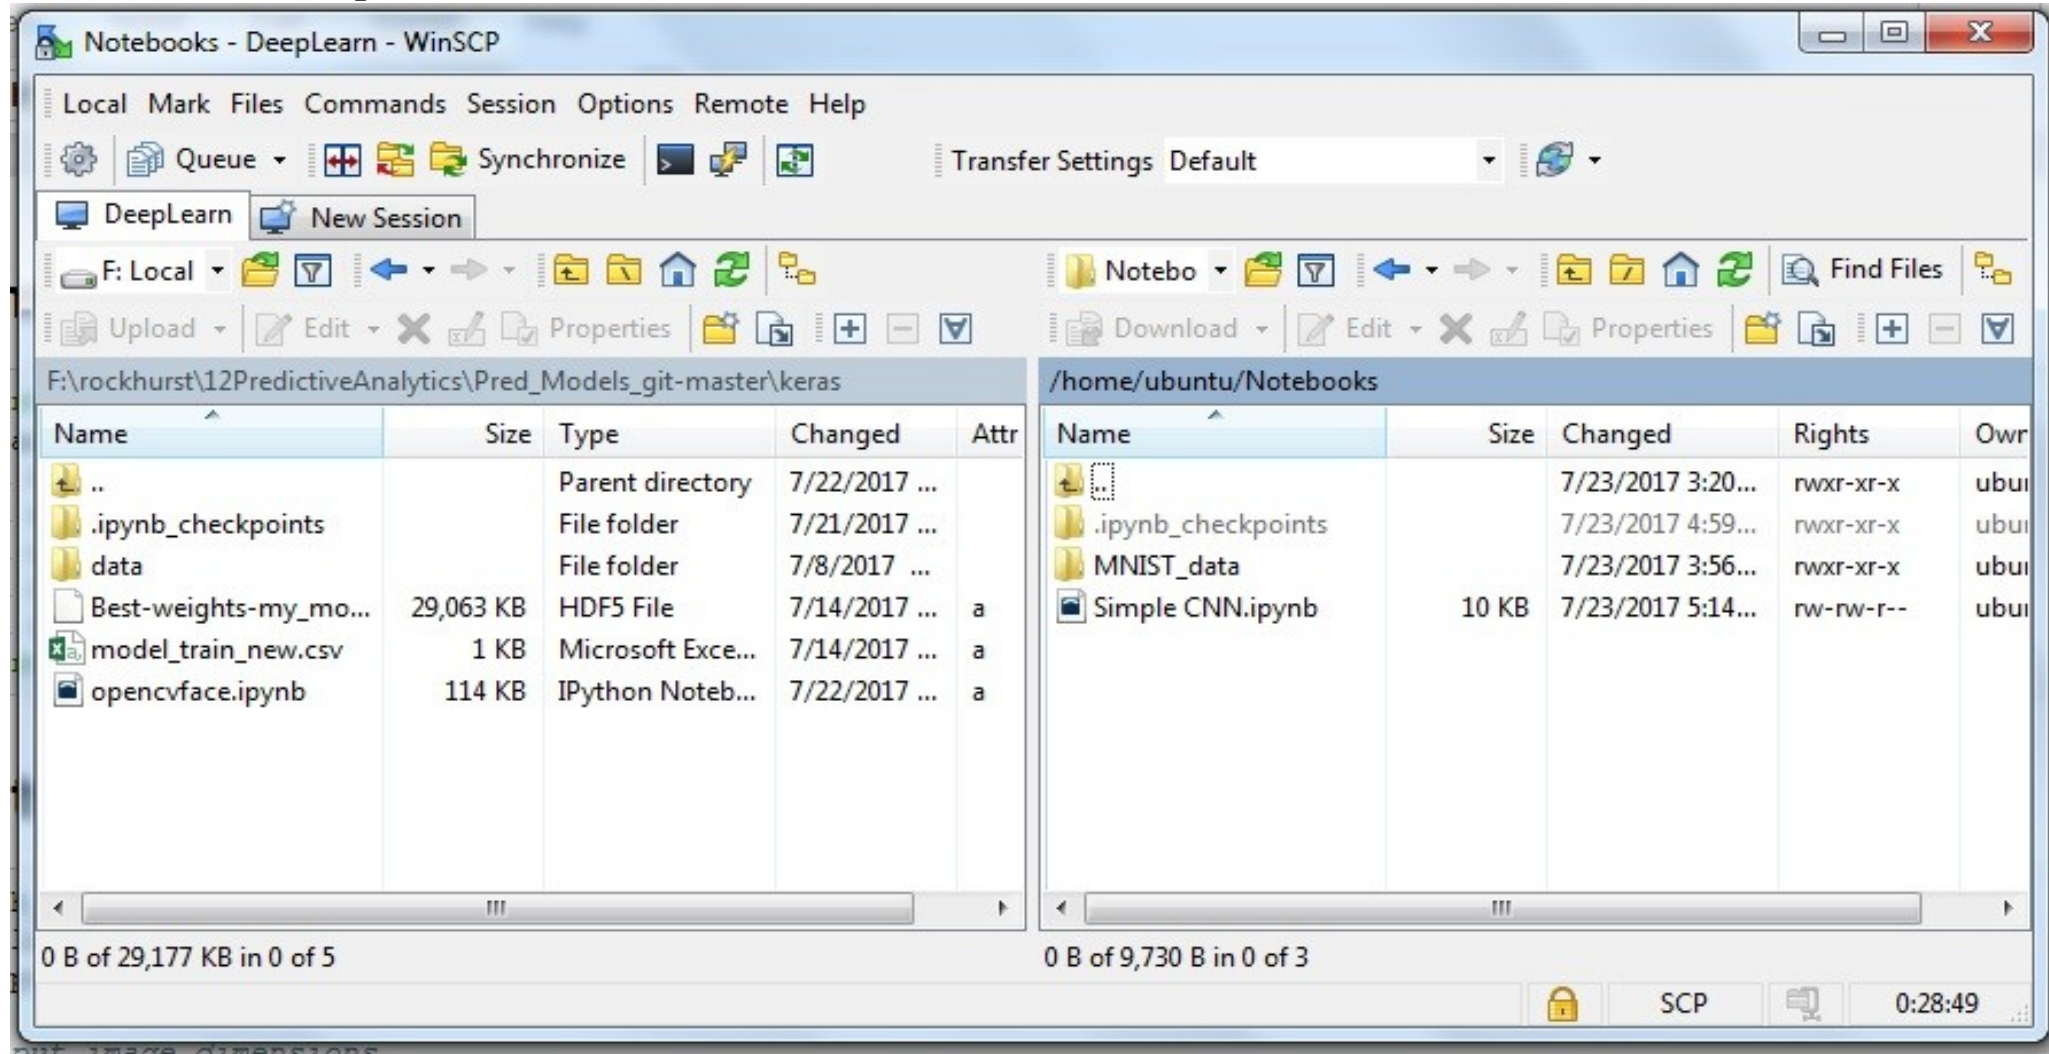 Notebooks - DeepLearn - WinSCP
Local Mark Files Commands Session Options Remote Help
Queue Synchronize Transfer Settings Default
DeepLearn New Session
F: Local Notebo Find Files
Upload Edit Properties Download Edit Properties
F:\rockhurst\12PredictiveAnalytics\Pred_Models_git-master\keras /home/ubuntu/Notebooks
Name Size Type Changed Attr Name Size Changed Rights Owr
.. Parent directory 7/22/2017 ... .. 7/23/2017 3:20... rwxr-xr-x ubui
.ipynb_checkpoints File folder 7/21/2017 ... .ipynb_checkpoints 7/23/2017 4:59... rwxr-xr-x ubui
data File folder 7/8/2017 ... MNIST_data 7/23/2017 3:56... rwxr-xr-x ubui
Best-weights-my_mo... 29,063 KB HDF5 File 7/14/2017 ... a Simple CNN.ipynb 10 KB 7/23/2017 5:14... rw-rw-r-- ubui
model_train_new.csv 1 KB Microsoft Exce... 7/14/2017 ... a
opencvface.ipynb 114 KB IPython Noteb... 7/22/2017 ... a
0 B of 29,177 KB in 0 of 5 0 B of 9,730 B in 0 of 3
SCP 0:28:49
image dimensions